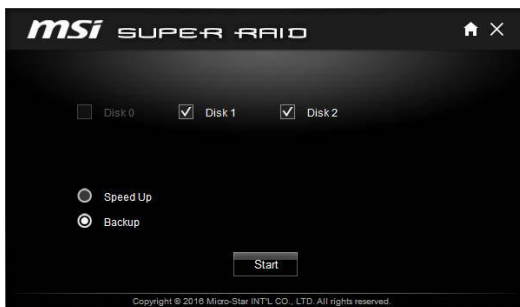 msi SUPER RAID
Disk 0 Disk 1 Disk 2
Speed Up
Backup
Start
Copyright © 2016 Micro-Star INT'L CO., LTD. All rights reserved.